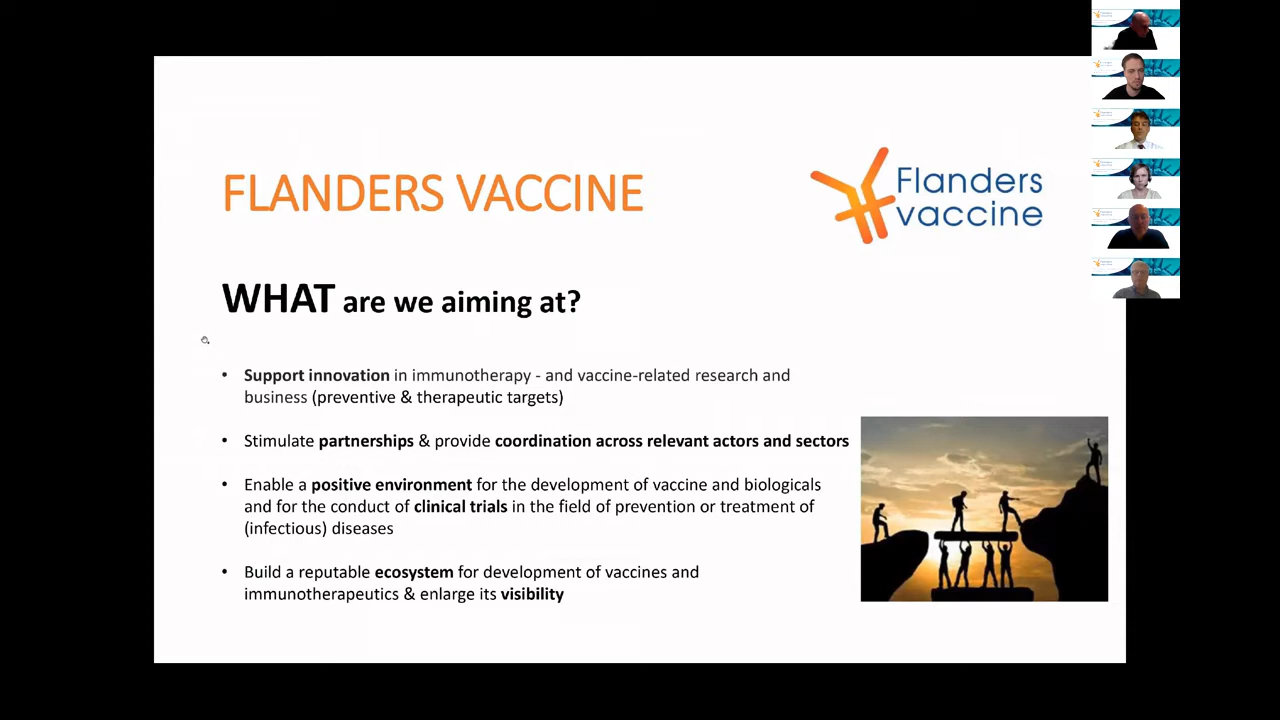 FLANDERS VACCINE
Flanders
vaccine
WHAT are we aiming at?
• Support innovation in immunotherapy - and vaccine-related research and
business (preventive & therapeutic targets)
• Stimulate partnerships & provide coordination across relevant actors and sectors
• Enable a positive environment for the development of vaccine and biologicals
and for the conduct of clinical trials in the field of prevention or treatment of
(infectious) diseases
• Build a reputable ecosystem for development of vaccines and
immunotherapeutics & enlarge its visibility